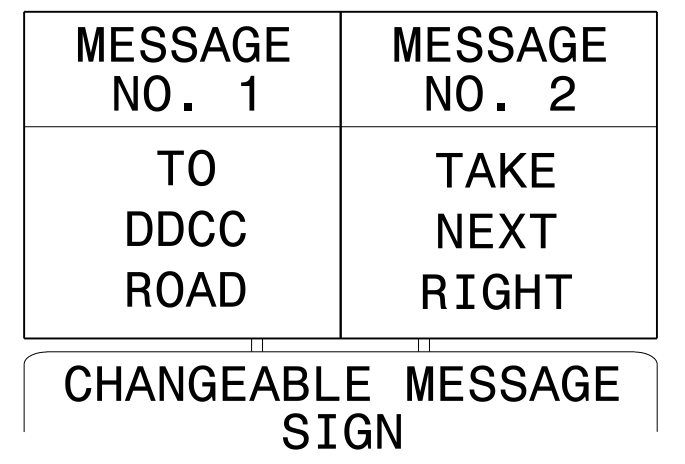 MESSAGE
NO. 1
MESSAGE
NO. 2
TO
DDCC
ROAD
TAKE
NEXT
RIGHT
CHANGEABLE MESSAGE
SIGN